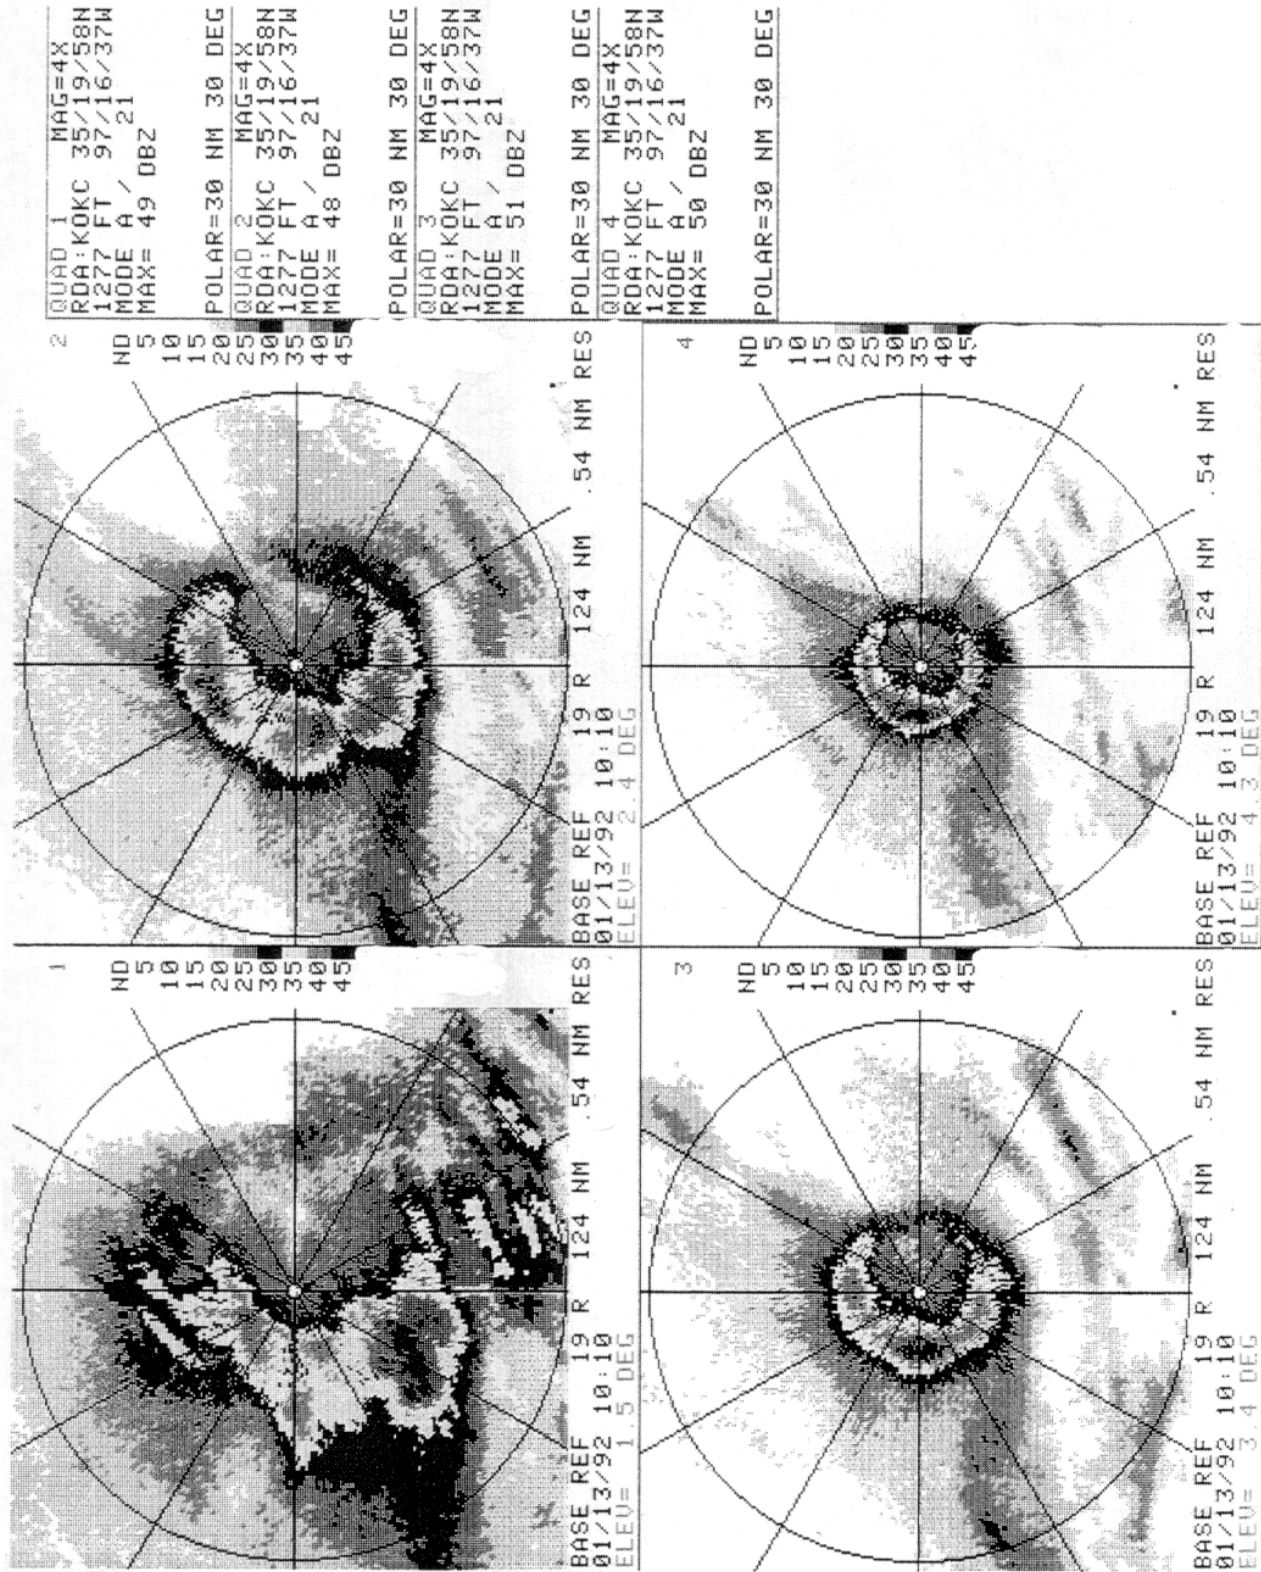 QUAD 1 MAG=4X
RDA:KOKC 35/19/58N
1277 FT 97/16/37W
MODE A / 21
MAX= 49 DBZ
POLAR=30 NM 30 DEG
QUAD 2 MAG=4X
RDA:KOKC 35/19/58N
1277 FT 97/16/37W
MODE A / 21
MAX= 48 DBZ
POLAR=30 NM 30 DEG
QUAD 3 MAG=4X
RDA:KOKC 35/19/58N
1277 FT 97/16/37W
MODE A / 21
MAX= 51 DBZ
POLAR=30 NM 30 DEG
QUAD 4 MAG=4X
RDA:KOKC 35/19/58N
1277 FT 97/16/37W
MODE A / 21
MAX= 50 DBZ
POLAR=30 NM 30 DEG
1
ND
5
10
15
20
25
30
35
40
45
BASE REF 19 R 124 NM .54 NM RES
01/13/92 10:10
ELEV= 1.5 DEG
2
ND
5
10
15
20
25
30
35
40
45
BASE REF 19 R 124 NM .54 NM RES
01/13/92 10:10
ELEV= 2.4 DEG
3
ND
5
10
15
20
25
30
35
40
45
BASE REF 19 R 124 NM .54 NM RES
01/13/92 10:10
ELEV= 3.4 DEG
4
ND
5
10
15
20
25
30
35
40
45
BASE REF 19 R 124 NM .54 NM RES
01/13/92 10:10
ELEV= 4.3 DEG